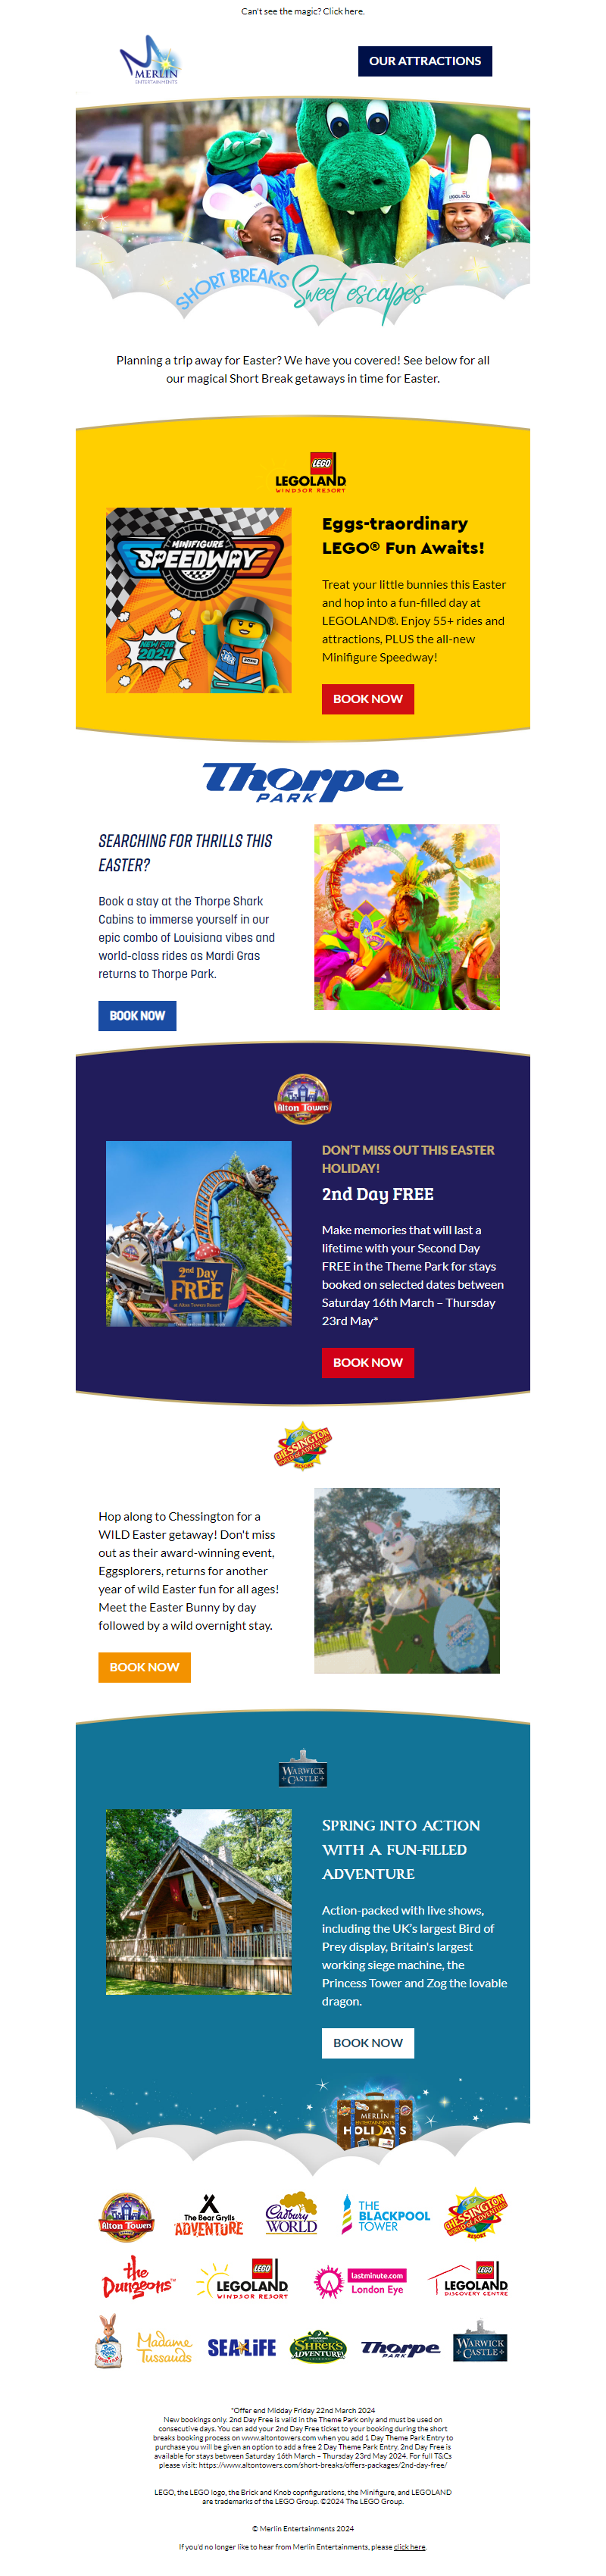 Can't see the magic? Click here.
MERLIN
ENTERTAINMENTS
OUR ATTRACTIONS
LEGOLAND
SHORT BREAKS Sweet escapes
Planning a trip away for Easter? We have you covered! See below for all
our magical Short Break getaways in time for Easter.
LEGO
LEGOLAND
WINDSOR RESORT
MINIFIGURE
SPEEDWAY
NEW FOR
2024
Eggs-traordinary
LEGO® Fun Awaits!
Treat your little bunnies this Easter
and hop into a fun-filled day at
LEGOLAND®. Enjoy 55+ rides and
attractions, PLUS the all-new
Minifigure Speedway!
BOOK NOW
Thorpe
PARK
SEARCHING FOR THRILLS THIS
EASTER?
Book a stay at the Thorpe Shark
Cabins to immerse yourself in our
epic combo of Louisiana vibes and
world-class rides as Mardi Gras
returns to Thorpe Park.
BOOK NOW
Alton Towers
2nd Day
FREE
at Alton Towers Resort
DON'T MISS OUT THIS EASTER
HOLIDAY!
2nd Day FREE
Make memories that will last a
lifetime with your Second Day
FREE in the Theme Park for stays
booked on selected dates between
Saturday 16th March – Thursday
23rd May*
BOOK NOW
CHESSINGTON
WORLD OF ADVENTURES
RESORT
Hop along to Chessington for a
WILD Easter getaway! Don't miss
out as their award-winning event,
Eggsplorers, returns for another
year of wild Easter fun for all ages!
Meet the Easter Bunny by day
followed by a wild overnight stay.
BOOK NOW
WARWICK
CASTLE
SPRING INTO ACTION
WITH A FUN-FILLED
ADVENTURE
Action-packed with live shows,
including the UK's largest Bird of
Prey display, Britain's largest
working siege machine, the
Princess Tower and Zog the lovable
dragon.
BOOK NOW
MERLIN
ENTERTAINMENTS
HOLIDAYS
Alton Towers
The Bear Grylls
ADVENTURE
Cadbury
WORLD
THE
BLACKPOOL
TOWER
CHESSINGTON
WORLD OF ADVENTURES
RESORT
the
Dungeons
LEGO
LEGOLAND
WINDSOR RESORT
lastminute.com
London Eye
LEGO
LEGOLAND
DISCOVERY CENTRE
Madame
Tussauds
SEA LIFE
SHREK'S
ADVENTURE!
Thorpe
PARK
WARWICK
CASTLE
*Offer end Midday Friday 22nd March 2024
New bookings only. 2nd Day Free is valid in the Theme Park only and must be used on
consecutive days. You can add your 2nd Day Free ticket to your booking during the short
breaks booking process on www.altontowers.com when you add 1 Day Theme Park Entry to
purchase you will be given an option to add a free 2 Day Theme Park Entry. 2nd Day Free is
available for stays between Saturday 16th March – Thursday 23rd May 2024. For full T&Cs
please visit: https://www.altontowers.com/short-breaks/offers-packages/2nd-day-free/
LEGO, the LEGO logo, the Brick and Knob copnfigurations, the Minifigure, and LEGOLAND
are trademarks of the LEGO Group. ©2024 The LEGO Group.
© Merlin Entertainments 2024
If you'd no longer like to hear from Merlin Entertainments, please click here.